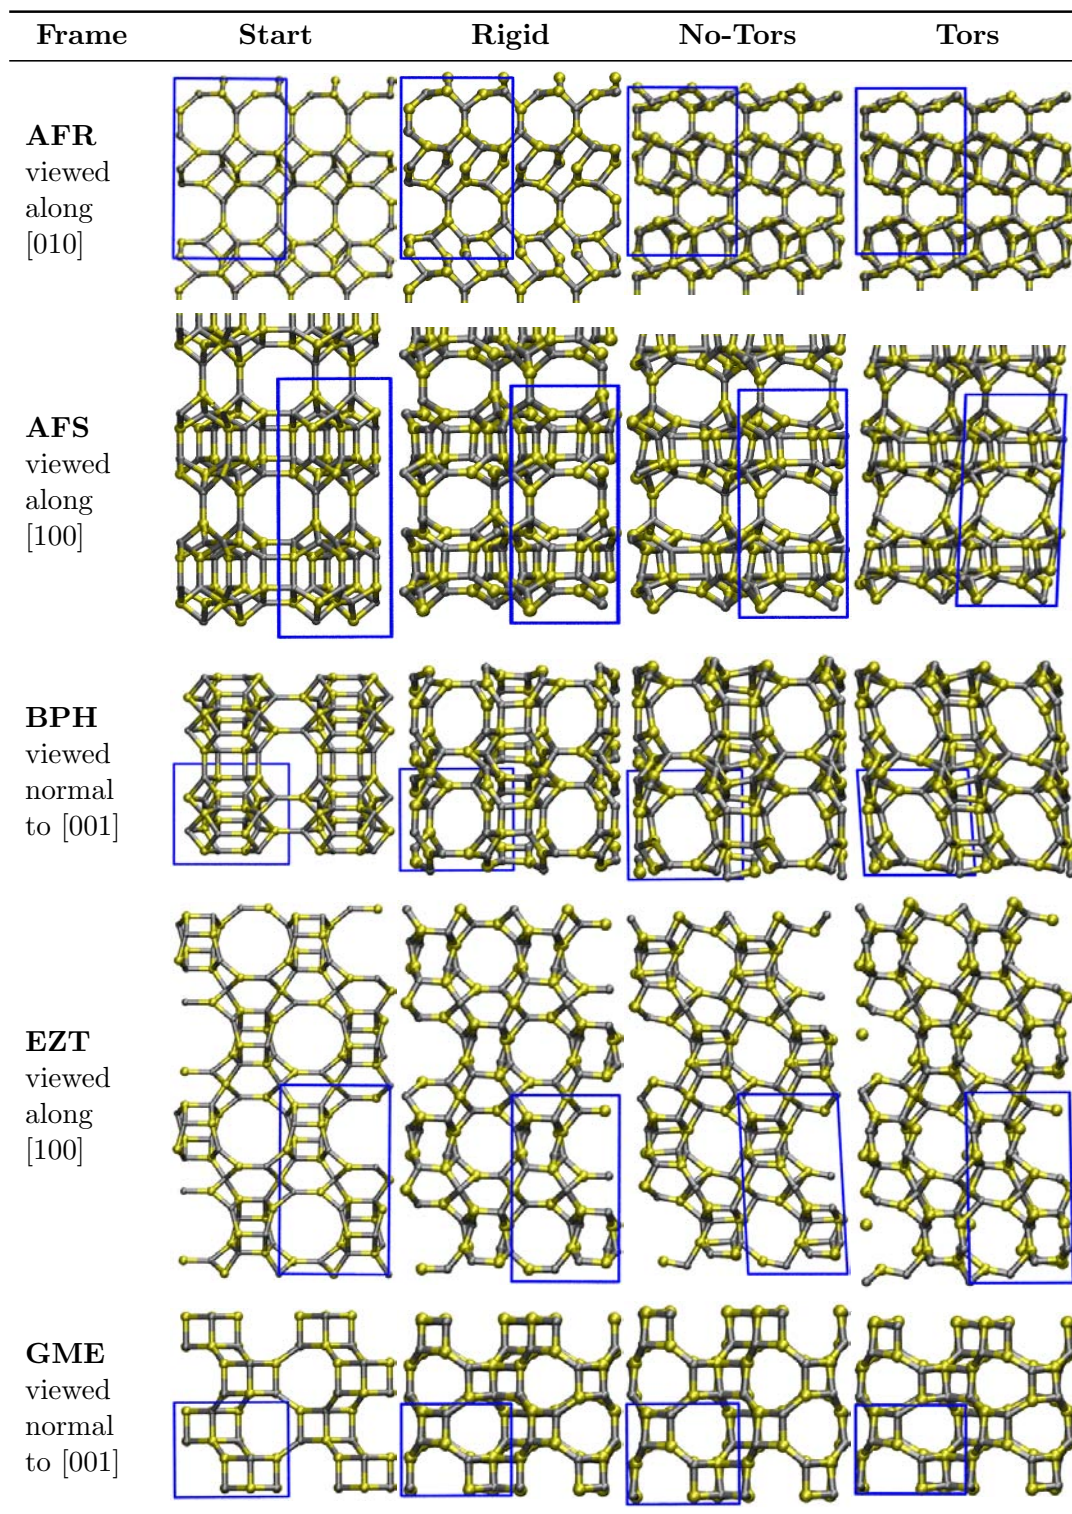 Frame Start Rigid No-Tors Tors
AFR
viewed
along
[010]
AFS
viewed
along
[100]
BPH
viewed
normal
to [001]
EZT
viewed
along
[100]
GME
viewed
normal
to [001]